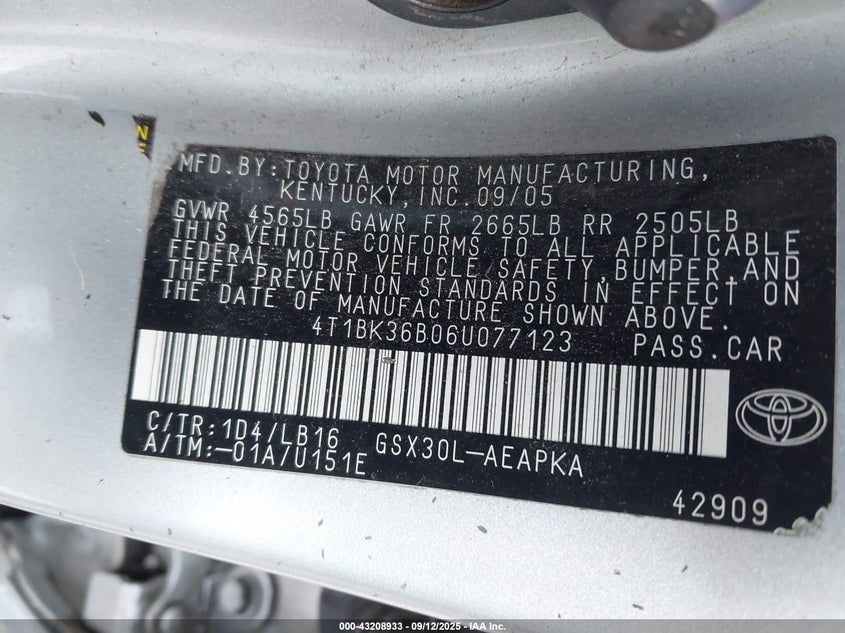 MFD.BY:TOYOTA MOTOR MANUFACTURING,
KENTUCKY,INC.09/05
GVWR 4565LB GAWR FR 2665LB RR 2505LB
THIS VEHICLE CONFORMS TO ALL APPLICABLE
FEDERAL MOTOR VEHICLE SAFETY,BUMPER,AND
THEFT PREVENTION STANDARDS IN EFFECT ON
THE DATE OF MANUFACTURE SHOWN ABOVE.
4T1BK36B06U077123 PASS.CAR
C/TR:1D4/LB16 GSX30L-AEAPKA
A/TM:-01A/U151E
42909
000-43208933 - 09/12/2025 - IAA Inc.